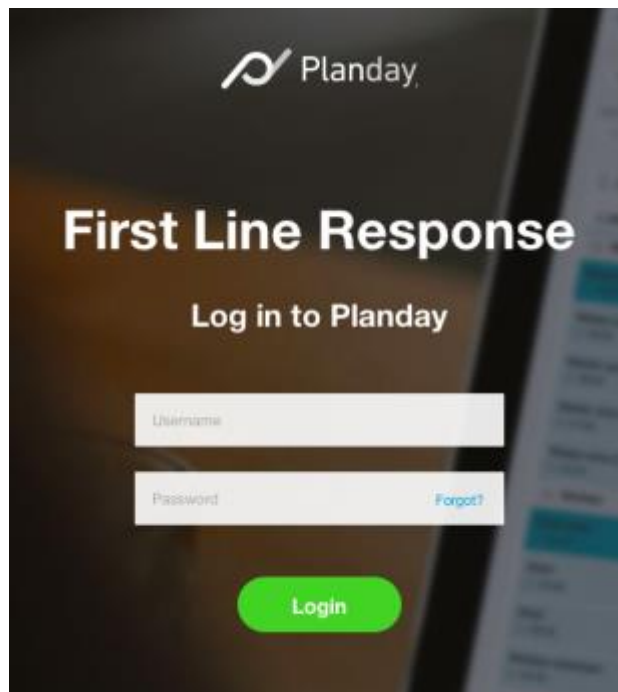 Planday
First Line Response
Log in to Planday
Username
Password Forgot?
Login